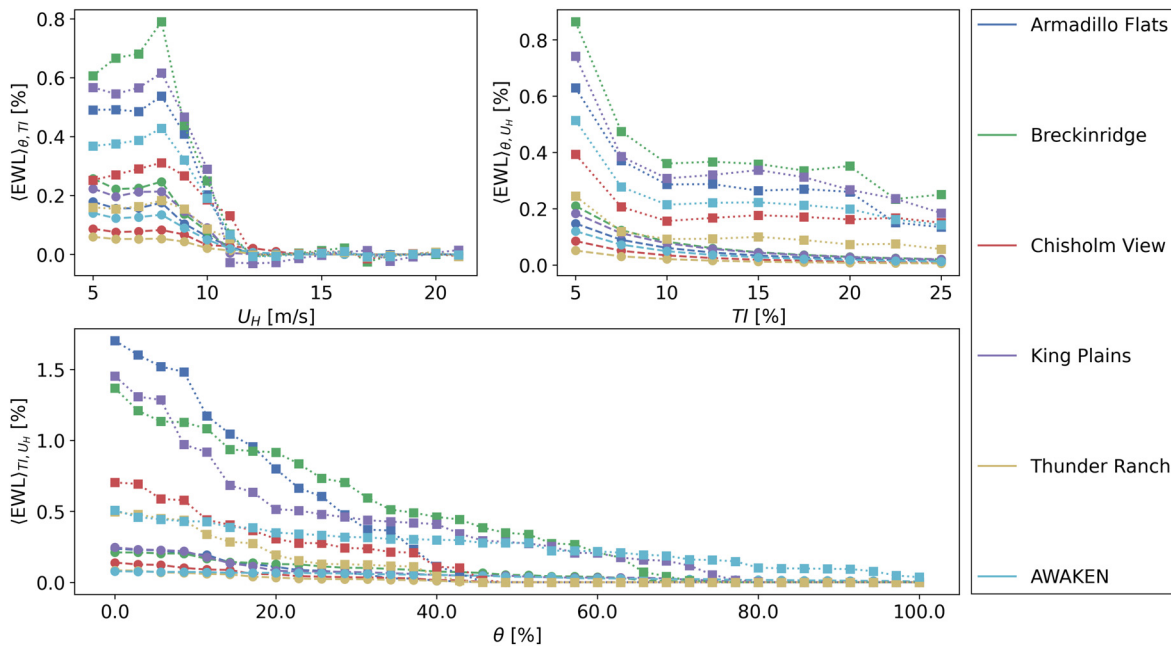 0.8
0.6
0.4
0.2
0.0
⟨EWL⟩θ, TI [%]
5
10
15
20
U_H [m/s]
0.8
0.6
0.4
0.2
0.0
⟨EWL⟩θ, U_H [%]
5
10
15
20
25
TI [%]
1.5
1.0
0.5
0.0
⟨EWL⟩TI, U_H [%]
0.0
20.0
40.0
60.0
80.0
100.0
θ [%]
Armadillo Flats
Breckinridge
Chisholm View
King Plains
Thunder Ranch
AWAKEN